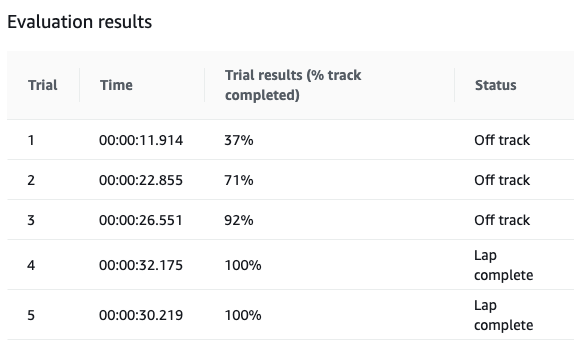 Evaluation results
Trial Time Trial results (% track completed) Status
1 00:00:11.914 37% Off track
2 00:00:22.855 71% Off track
3 00:00:26.551 92% Off track
4 00:00:32.175 100% Lap complete
5 00:00:30.219 100% Lap complete